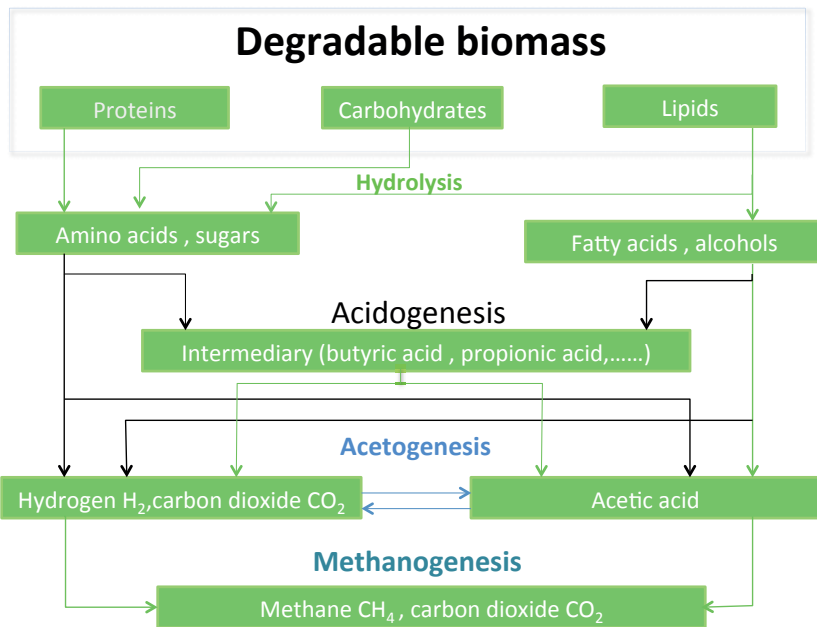 Degradable biomass
Proteins
Carbohydrates
Lipids
Hydrolysis
Amino acids , sugars
Fatty acids , alcohols
Acidogenesis
Intermediary (butyric acid , propionic acid,……)
Acetogenesis
Hydrogen H₂,carbon dioxide CO₂
Acetic acid
Methanogenesis
Methane CH₄ , carbon dioxide CO₂